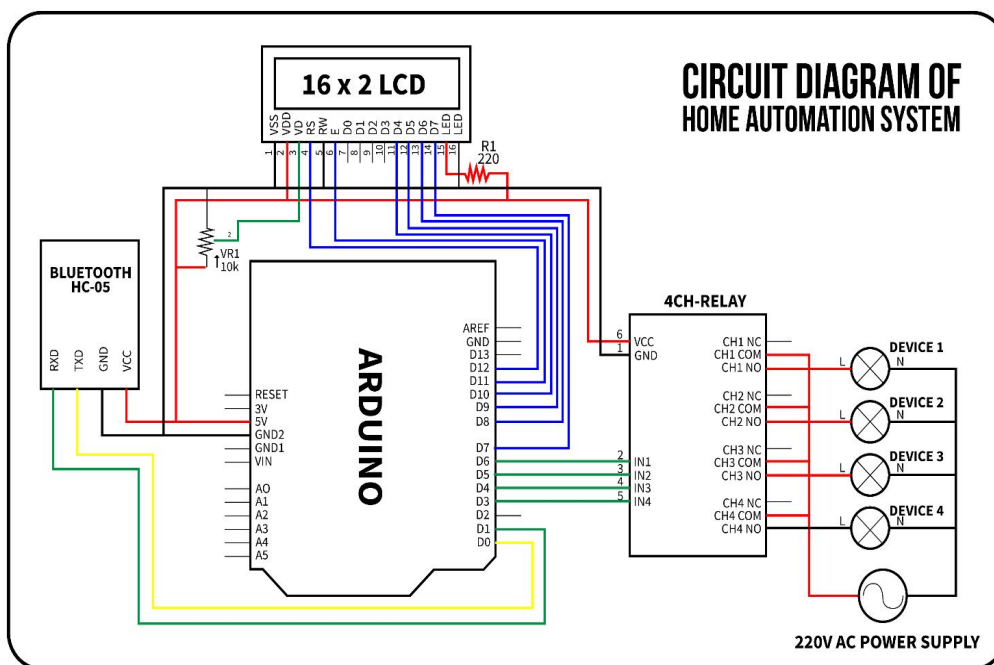 CIRCUIT DIAGRAM OF
HOME AUTOMATION SYSTEM
16 x 2 LCD
VSS
VDD
VD
RS
RW
E
D0
D1
D2
D3
D4
D5
D6
D7
LED
LED
1
2
3
4
5
6
7
8
9
10
11
12
13
14
15
16
R1
220
2
VR1
10k
BLUETOOTH
HC-05
RXD
TXD
GND
VCC
ARDUINO
RESET
3V
5V
GND2
GND1
VIN
AO
A1
A2
A3
A4
A5
AREF
GND
D13
D12
D11
D10
D9
D8
D7
D6
D5
D4
D3
D2
D1
D0
4CH-RELAY
6
1
VCC
GND
2
3
4
5
IN1
IN2
IN3
IN4
CH1 NC
CH1 COM
CH1 NO
CH2 NC
CH2 COM
CH2 NO
CH3 NC
CH3 COM
CH3 NO
CH4 NC
CH4 COM
CH4 NO
DEVICE 1
L
N
DEVICE 2
L
N
DEVICE 3
L
N
DEVICE 4
L
N
220V AC POWER SUPPLY